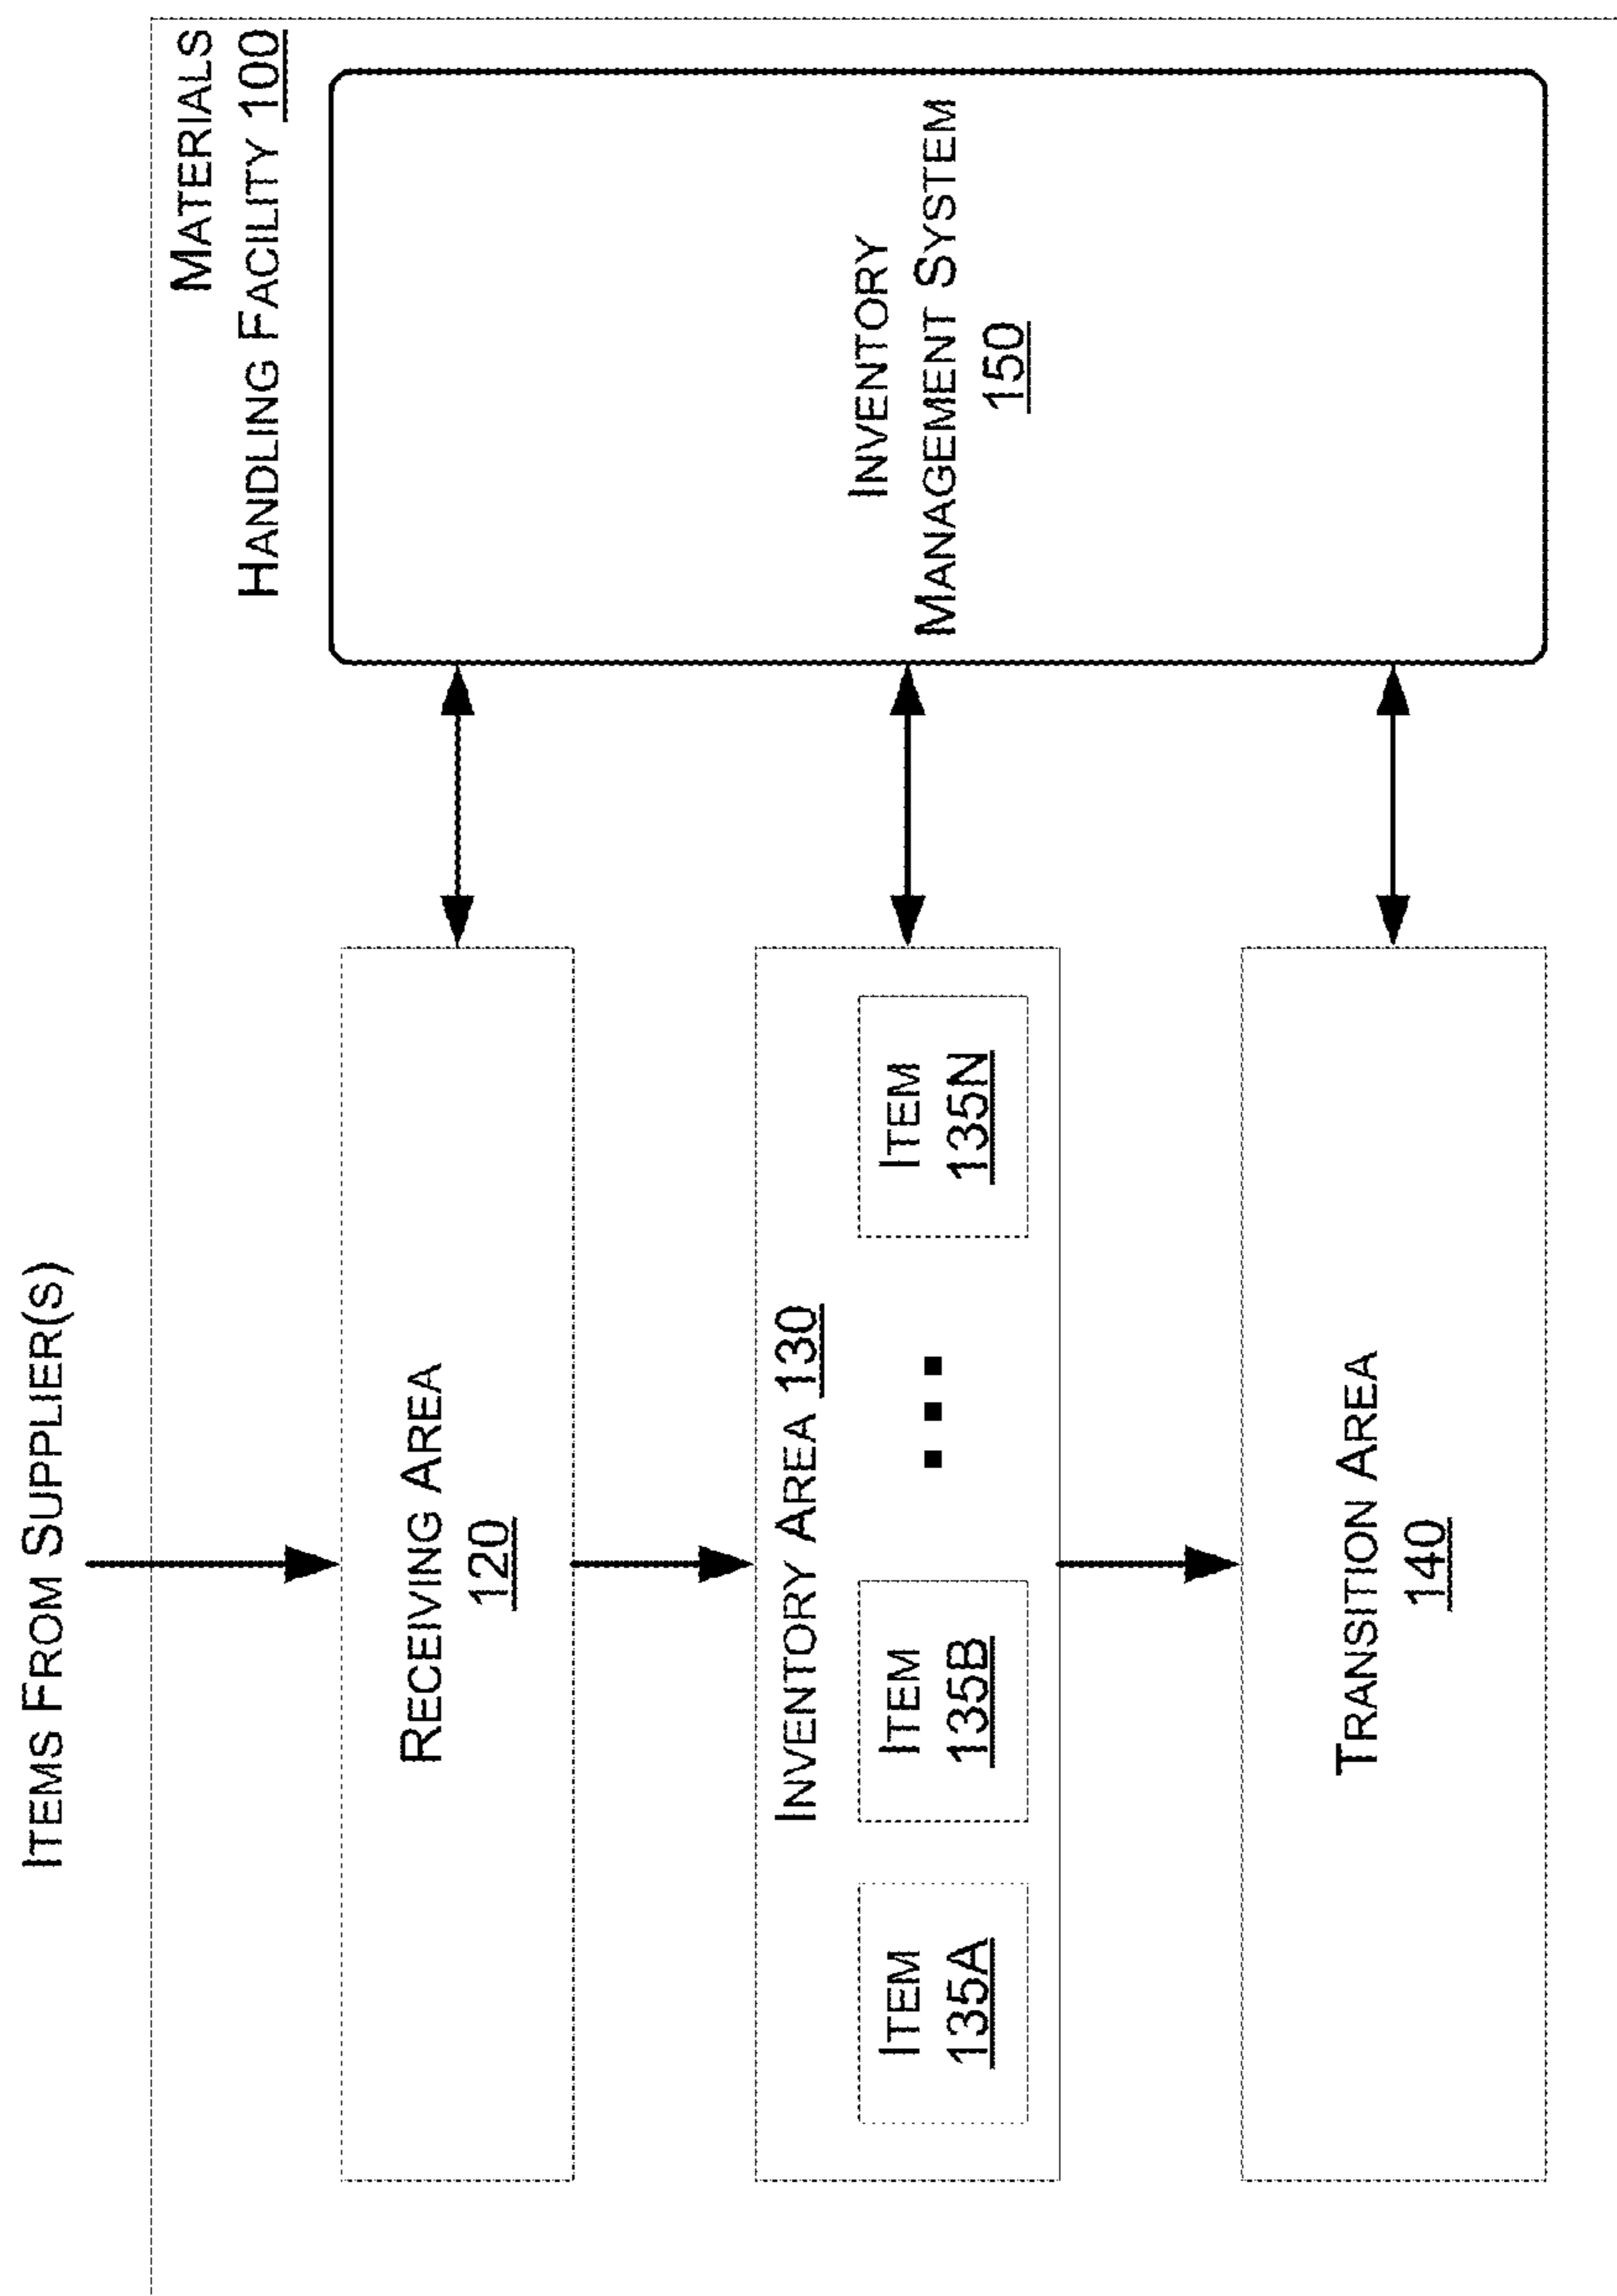 ITEMS FROM SUPPLIER(S)
MATERIALS
HANDLING FACILITY 100
RECEIVING AREA
120
INVENTORY AREA 130
ITEM
135A
ITEM
135B
ITEM
135N
TRANSITION AREA
140
INVENTORY
MANAGEMENT SYSTEM
150